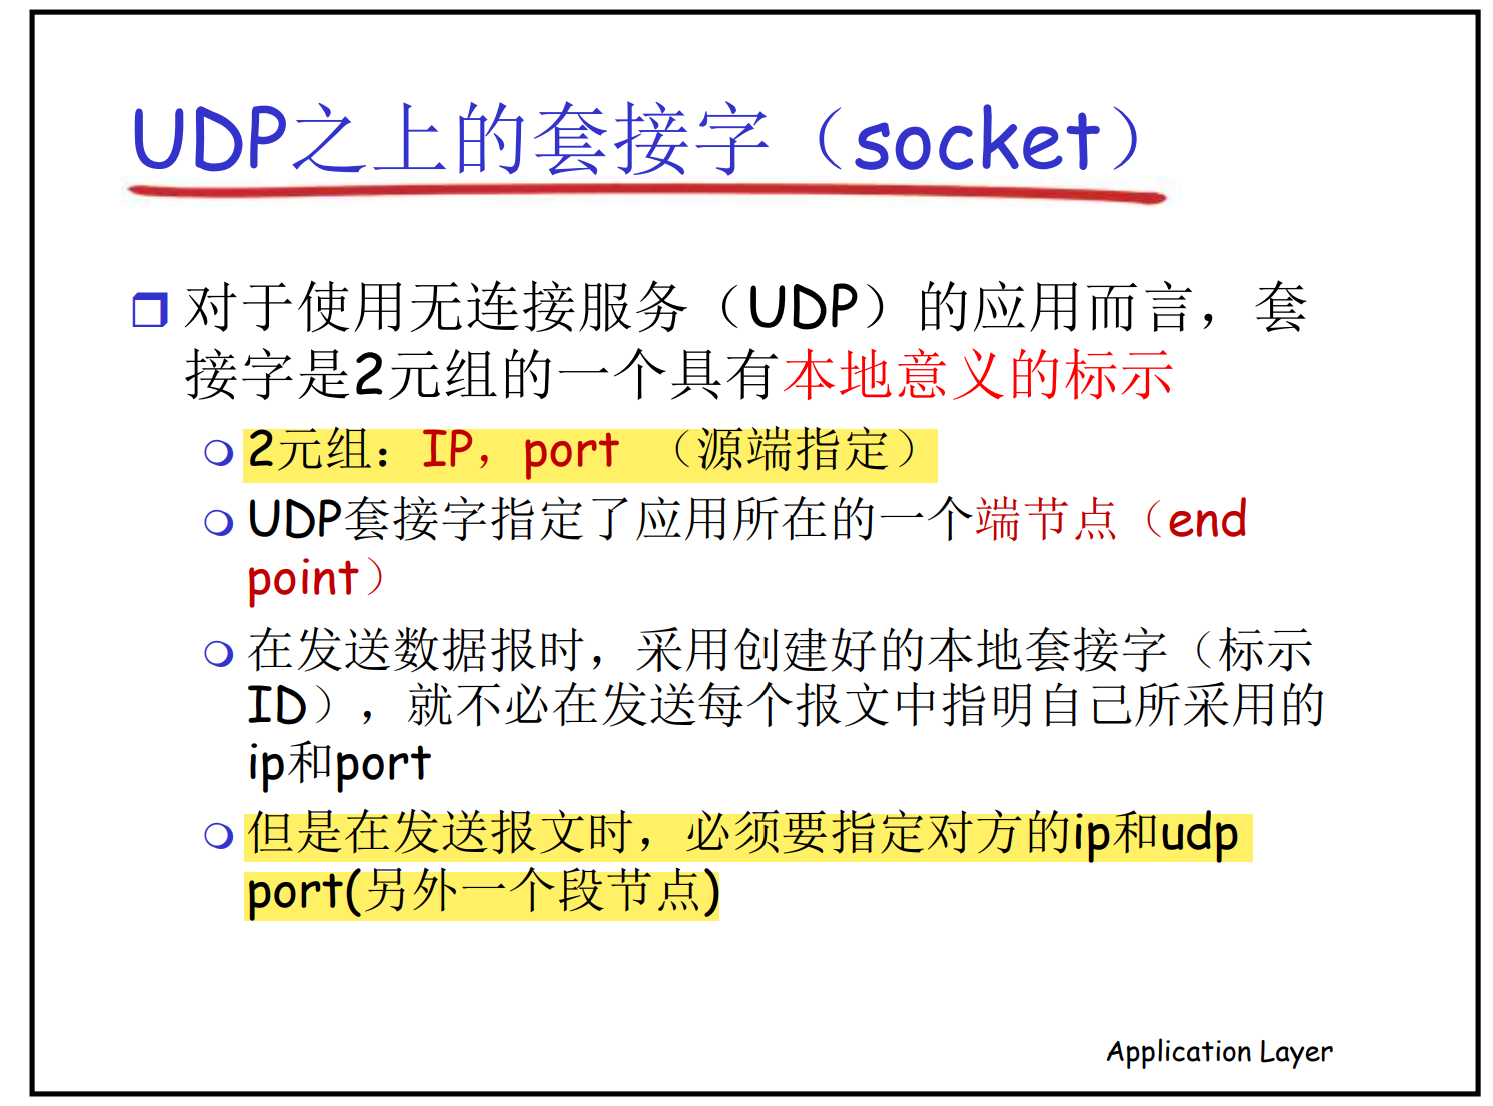 UDP之上的套接字（socket）
对于使用无连接服务（UDP）的应用而言，套
接字是2元组的一个具有本地意义的标示
2元组：IP，port （源端指定）
UDP套接字指定了应用所在的一个端节点（end
point）
在发送数据报时，采用创建好的本地套接字（标示
ID），就不必在发送每个报文中指明自己所采用的
ip和port
但是在发送报文时，必须要指定对方的ip和udp
port(另外一个段节点)
Application Layer